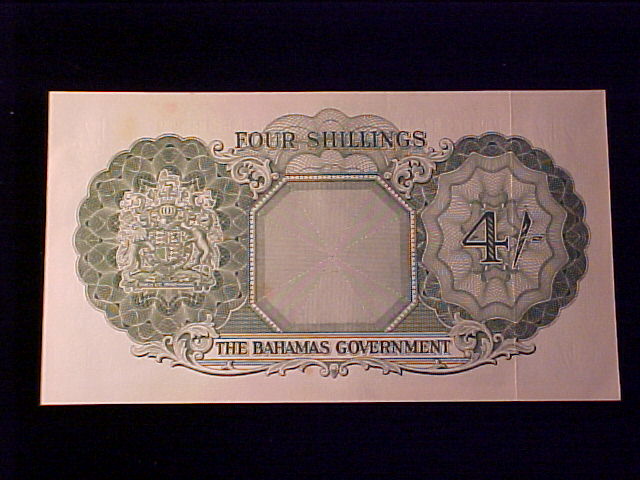 FOUR SHILLINGS
4/-
THE BAHAMAS GOVERNMENT